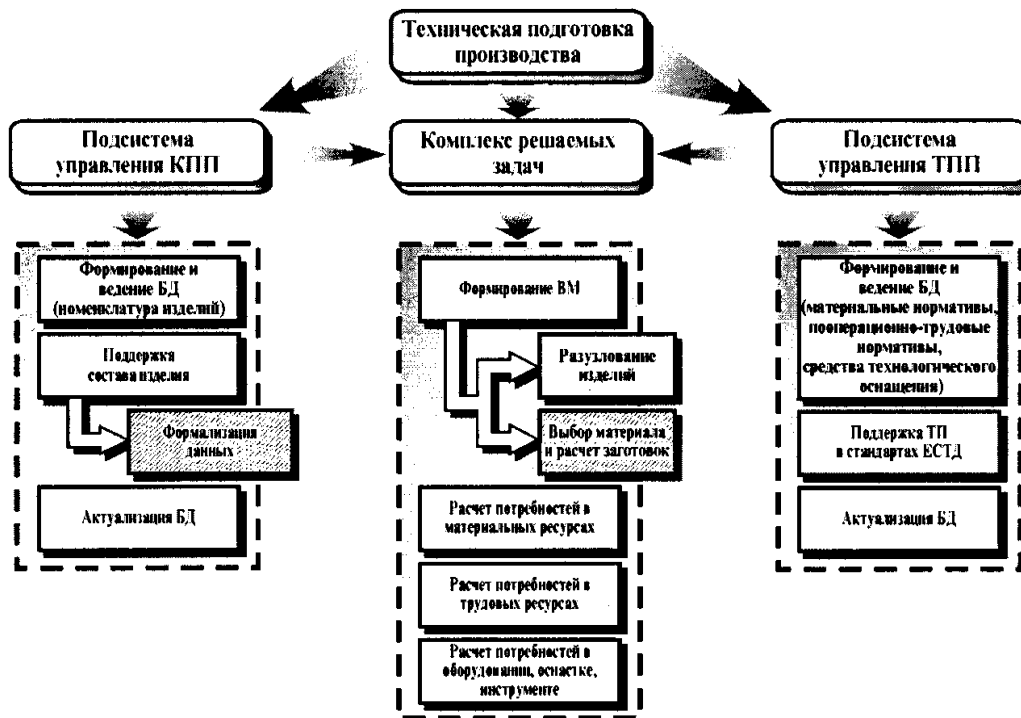 Техническая подготовка
производства
Подсистема
управления КПП
Комплекс решаемых
задач
Подсистема
управления ТПП
Формирование и
ведение БД
(номенклатура изделий)
Поддержка
состава изделия
Формализация
данных
Актуализация БД
Формирование ВМ
Разузлование
изделий
Выбор материала
и расчет заготовок
Расчет потребностей в
материальных ресурсах
Расчет потребностей в
трудовых ресурсах
Расчет потребностей в
оборудовании, оснастке,
инструменте
Формирование и
ведение БД
(материальные нормативы,
пооперационно-трудовые
нормативы,
средства технологического
оснащения)
Поддержка ТП
в стандартах ЕСТД
Актуализация БД